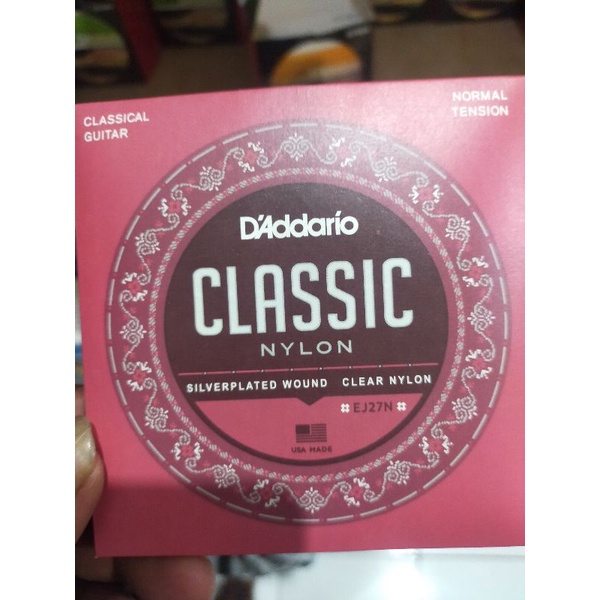 CLASSICAL
GUITAR
NORMAL
TENSION
D'Addario
CLASSIC
NYLON
SILVERPLATED WOUND CLEAR NYLON
# EJ27N #
USA MADE